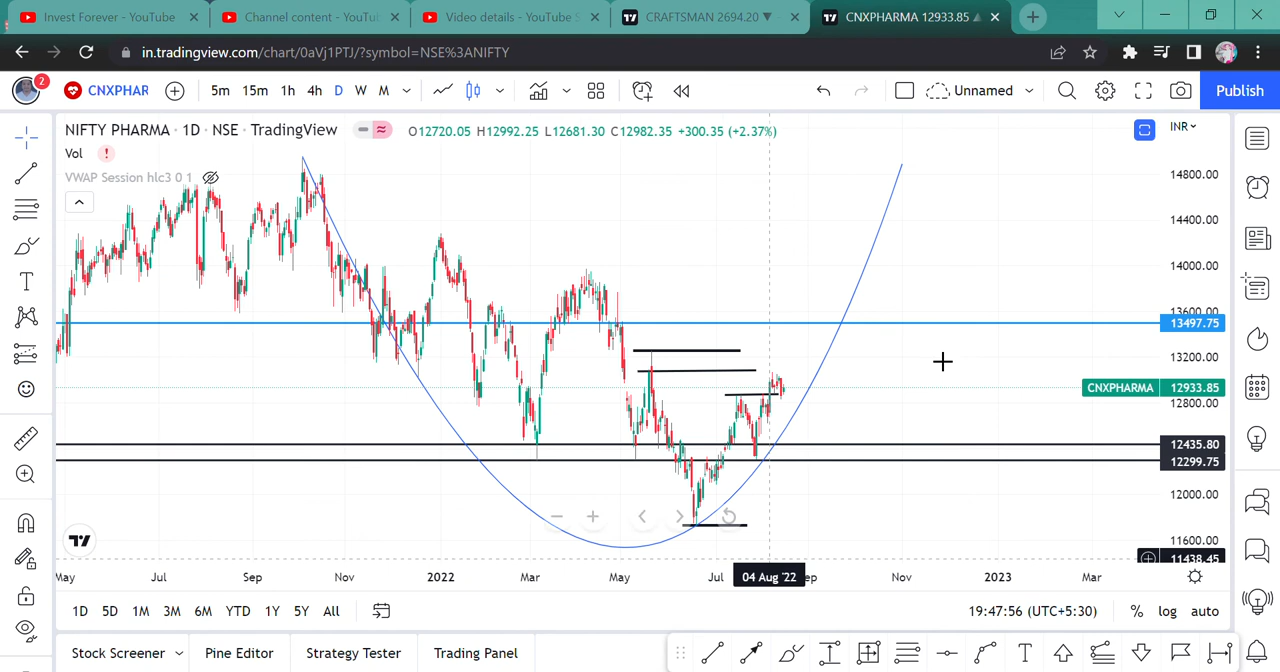 Invest Forever - YouTube
Channel content - YouTu
Video details - YouTube S
CRAFTSMAN 2694.20 ▼
CNXPHARMA 12933.85
in.tradingview.com/chart/0aVj1PTJ/?symbol=NSE%3ANIFTY
2
CNXPHAR
5m 15m 1h 4h D W M
Unnamed
Publish
NIFTY PHARMA · 1D · NSE · TradingView
O12720.05 H12992.25 L12681.30 C12982.35 +300.35 (+2.37%)
INR
Vol
VWAP Session hlc3 0 1
14800.00
14400.00
14000.00
13600.00
13497.75
13200.00
CNXPHARMA 12933.85
12800.00
12435.80
12299.75
12000.00
11600.00
11438.45
May Jul Sep Nov 2022 Mar May Jul 04 Aug '22 ep Nov 2023 Mar
1D 5D 1M 3M 6M YTD 1Y 5Y All
19:47:56 (UTC+5:30) % log auto
Stock Screener Pine Editor Strategy Tester Trading Panel